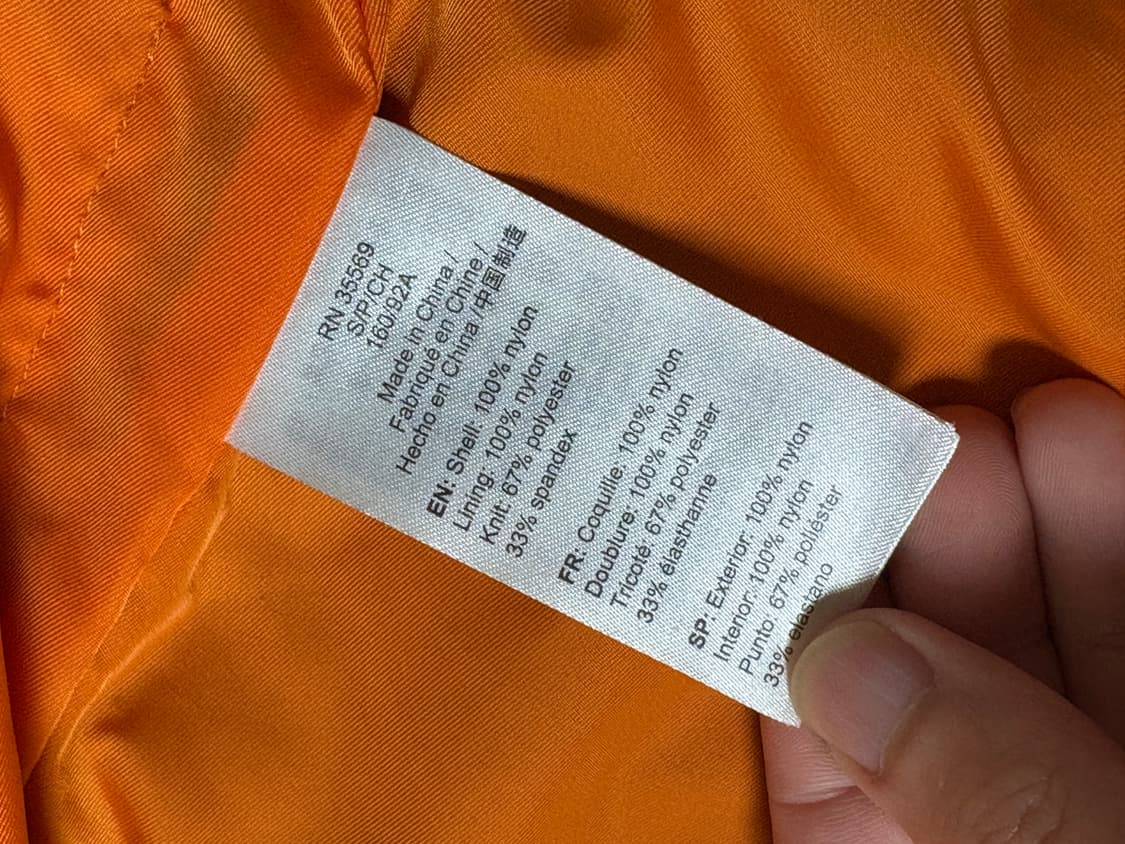 RN 35589
S/P/CH
160/92A
Made in China /
Fabriqué en Chine/
Hecho en China /中国制造
EN: Shell: 100% nylon
Lining: 100% nylon
Knit: 67% polyester
33% spandex
FR: Coquille: 100% nylon
Doublure: 100% nylon
Tricoté: 67% polyester
33% élasthanne
SP: Exterior: 100% nylon
Interior: 100% nylon
Punto: 67% poliéster
33% elastano